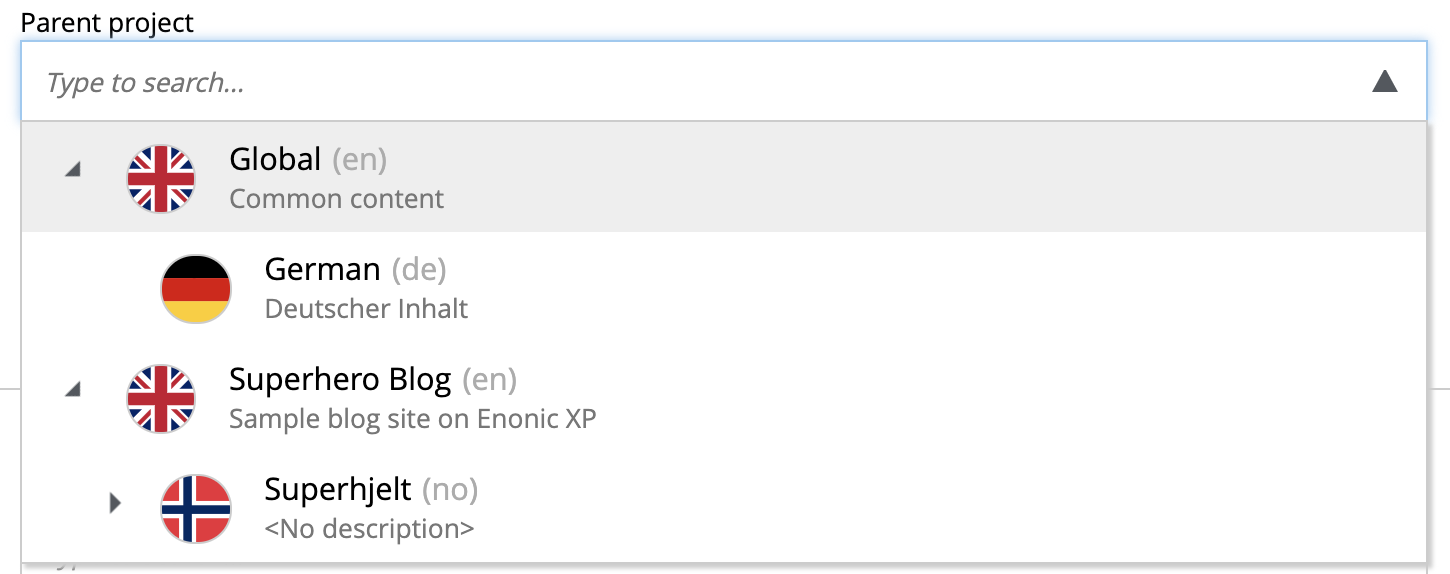 Parent project
Type to search...
Global (en)
Common content
German (de)
Deutscher Inhalt
Superhero Blog (en)
Sample blog site on Enonic XP
Superhjelt (no)
<No description>